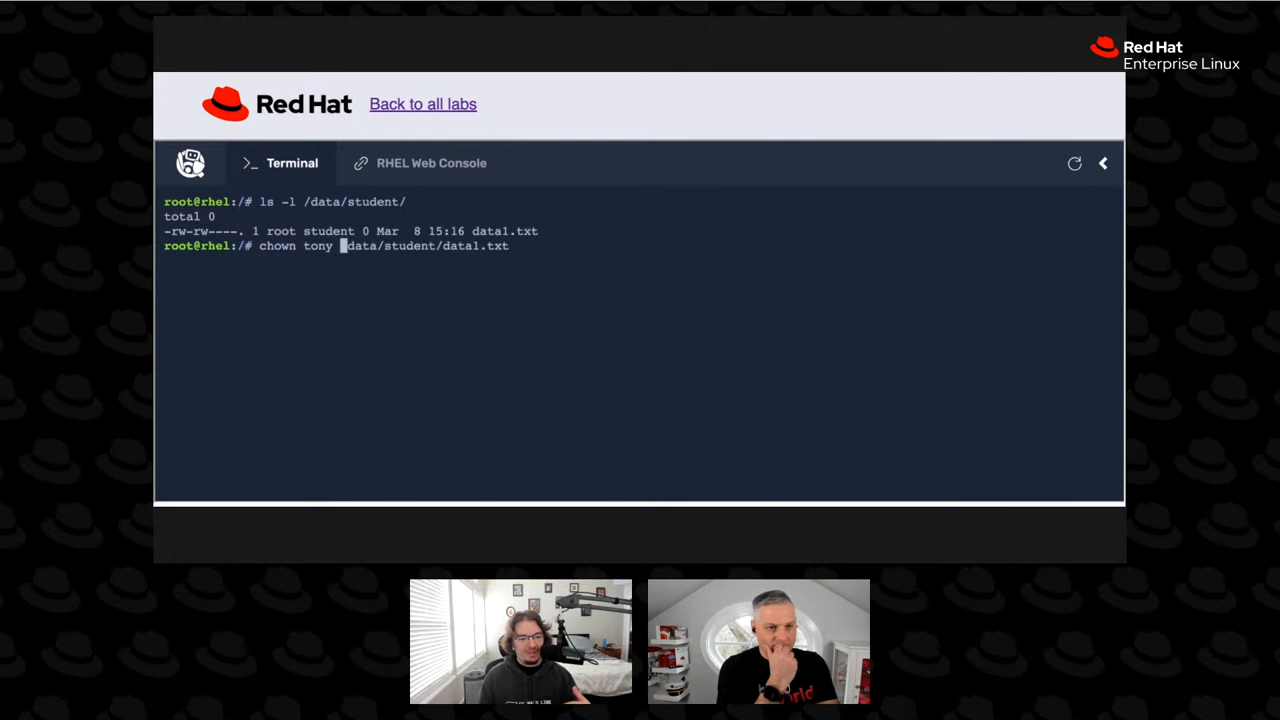 Red Hat
Enterprise Linux
Red Hat Back to all labs
>_ Terminal RHEL Web Console
root@rhel:/# ls -l /data/student/
total 0
-rw-rw----. 1 root student 0 Mar 8 15:16 data1.txt
root@rhel:/# chown tony data/student/data1.txt